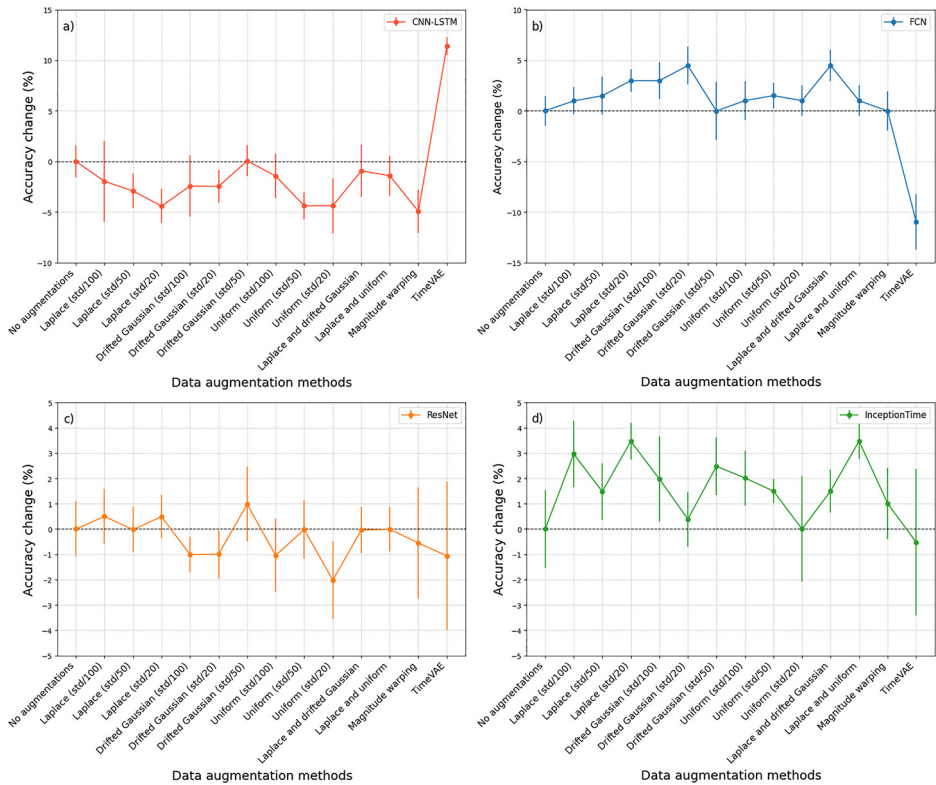 a)
CNN-LSTM
Accuracy change (%)
15
10
5
0
−5
−10
No augmentations
Laplace (std/100)
Laplace (std/50)
Laplace (std/20)
Drifted Gaussian (std/100)
Drifted Gaussian (std/20)
Drifted Gaussian (std/50)
Uniform (std/100)
Uniform (std/50)
Uniform (std/20)
Laplace and drifted Gaussian
Laplace and uniform
Magnitude warping
TimeVAE
Data augmentation methods
b)
FCN
Accuracy change (%)
10
5
0
−5
−10
−15
No augmentations
Laplace (std/100)
Laplace (std/50)
Laplace (std/20)
Drifted Gaussian (std/100)
Drifted Gaussian (std/20)
Drifted Gaussian (std/50)
Uniform (std/100)
Uniform (std/50)
Uniform (std/20)
Laplace and drifted Gaussian
Laplace and uniform
Magnitude warping
TimeVAE
Data augmentation methods
c)
ResNet
Accuracy change (%)
5
4
3
2
1
0
−1
−2
−3
−4
−5
No augmentations
Laplace (std/100)
Laplace (std/50)
Laplace (std/20)
Drifted Gaussian (std/100)
Drifted Gaussian (std/20)
Drifted Gaussian (std/50)
Uniform (std/100)
Uniform (std/50)
Uniform (std/20)
Laplace and drifted Gaussian
Laplace and uniform
Magnitude warping
TimeVAE
Data augmentation methods
d)
InceptionTime
Accuracy change (%)
5
4
3
2
1
0
−1
−2
−3
−4
−5
No augmentations
Laplace (std/100)
Laplace (std/50)
Laplace (std/20)
Drifted Gaussian (std/100)
Drifted Gaussian (std/20)
Drifted Gaussian (std/50)
Uniform (std/100)
Uniform (std/50)
Uniform (std/20)
Laplace and drifted Gaussian
Laplace and uniform
Magnitude warping
TimeVAE
Data augmentation methods